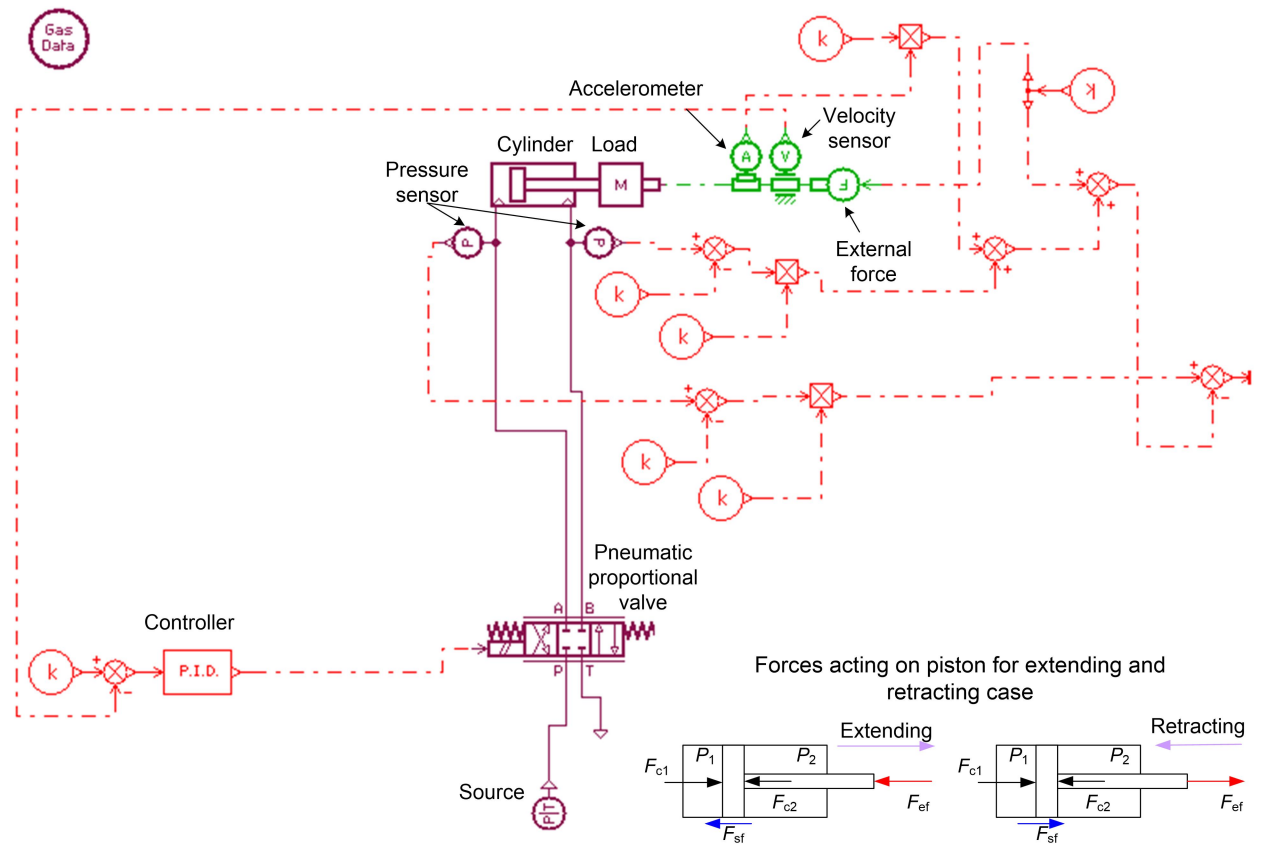 Gas
Data
k
k
Accelerometer
Velocity
sensor
Cylinder
Load
Pressure
sensor
A
V
M
F
P
P
External
force
+
+
+
+
+
-
k
k
+
-
+
-
k
k
Pneumatic
proportional
valve
A B
P T
Controller
k
+
-
P.I.D.
Source
P/T
Forces acting on piston for extending and
retracting case
Extending
Retracting
P1
P2
Fc1
Fc2
Fef
Fsf
P1
P2
Fc1
Fc2
Fef
Fsf